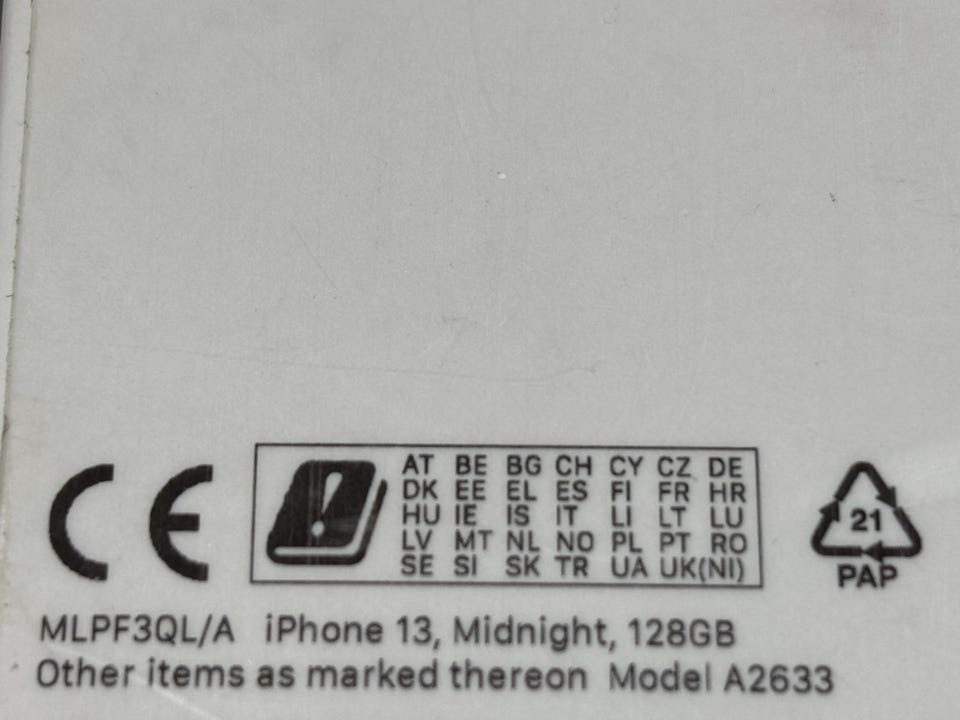 CE
AT BE BG CH CY CZ DE
DK EE EL ES FI FR HR
HU IE IS IT LI LT LU
LV MT NL NO PL PT RO
SE SI SK TR UA UK(NI)
21
PAP
MLPF3QL/A iPhone 13, Midnight, 128GB
Other items as marked thereon Model A2633